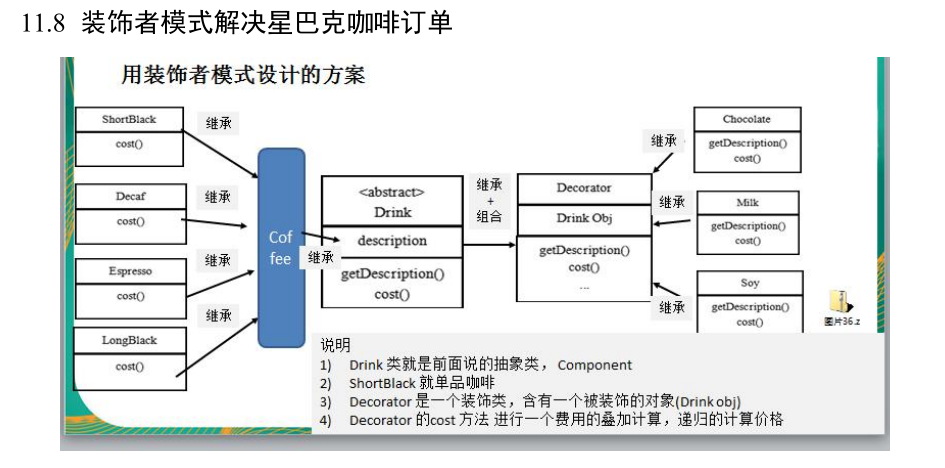 11.8 装饰者模式解决星巴克咖啡订单
用装饰者模式设计的方案
ShortBlack
cost()
继承
Decaf
cost()
继承
Espresso
cost()
继承
LongBlack
cost()
继承
Cof
fee
继承
<abstract>
Drink
description
getDescription()
cost()
继承
+
组合
Decorator
Drink Obj
getDescription()
cost()
...
继承
Chocolate
getDescription()
cost()
继承
Milk
getDescription()
cost()
继承
Soy
getDescription()
cost()
图片36.z
说明
1) Drink 类就是前面说的抽象类， Component
2) ShortBlack 就单品咖啡
3) Decorator 是一个装饰类，含有一个被装饰的对象(Drink obj)
4) Decorator 的cost 方法 进行一个费用的叠加计算，递归的计算价格